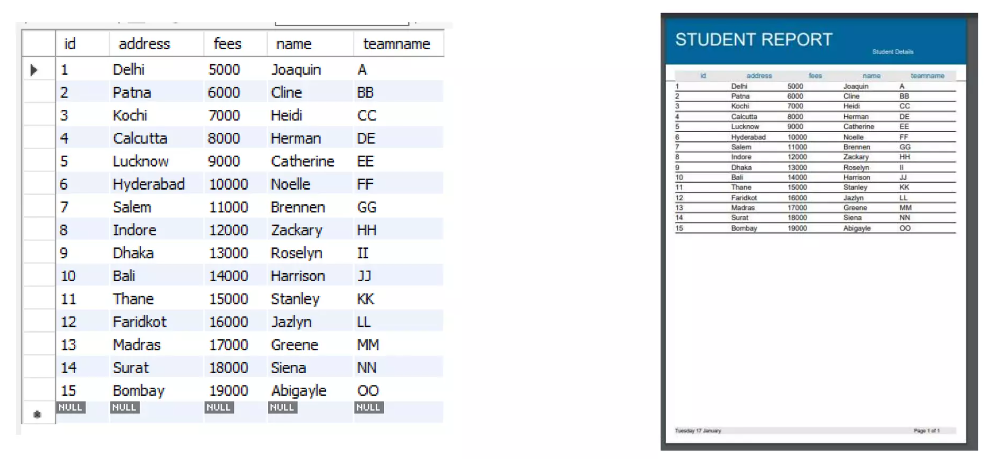 id address fees name teamname
1 Delhi 5000 Joaquin A
2 Patna 6000 Cline BB
3 Kochi 7000 Heidi CC
4 Calcutta 8000 Herman DE
5 Lucknow 9000 Catherine EE
6 Hyderabad 10000 Noelle FF
7 Salem 11000 Brennen GG
8 Indore 12000 Zackary HH
9 Dhaka 13000 Roselyn II
10 Bali 14000 Harrison JJ
11 Thane 15000 Stanley KK
12 Faridkot 16000 Jazlyn LL
13 Madras 17000 Greene MM
14 Surat 18000 Siena NN
15 Bombay 19000 Abigayle OO
NULL NULL NULL NULL NULL
STUDENT REPORT
Student Details
id address fees name teamname
1 Delhi 5000 Joaquin A
2 Patna 6000 Cline BB
3 Kochi 7000 Heidi CC
4 Calcutta 8000 Herman DE
5 Lucknow 9000 Catherine EE
6 Hyderabad 10000 Noelle FF
7 Salem 11000 Brennen GG
8 Indore 12000 Zackary HH
9 Dhaka 13000 Roselyn II
10 Bali 14000 Harrison JJ
11 Thane 15000 Stanley KK
12 Faridkot 16000 Jazlyn LL
13 Madras 17000 Greene MM
14 Surat 18000 Siena NN
15 Bombay 19000 Abigayle OO
Tuesday 17 January Page 1 of 1